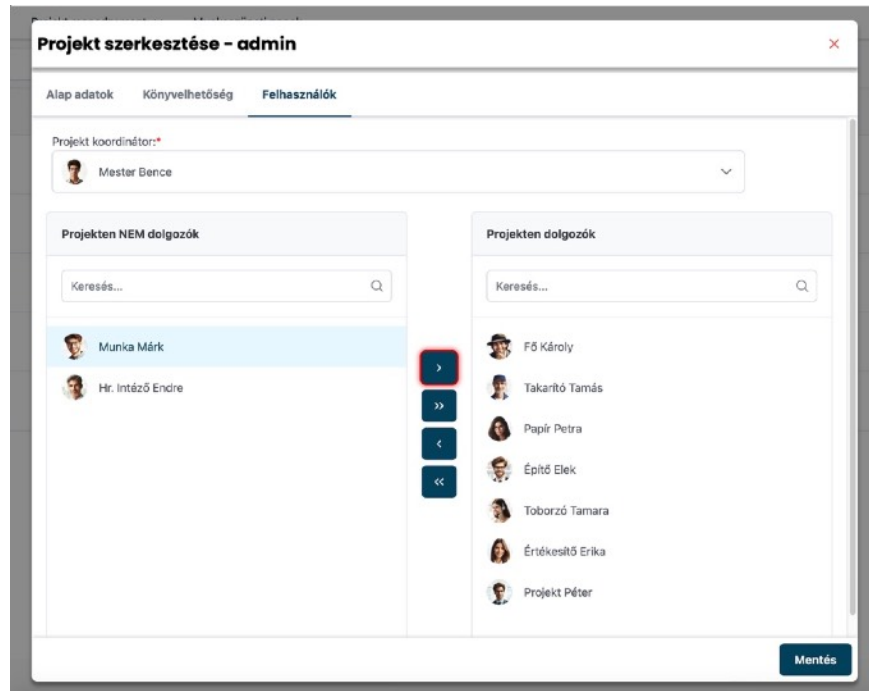 Projekt szerkesztése - admin
Alap adatok Könyvelhetőség Felhasználók
Projekt koordinátor:*
Mester Bence
Projekten NEM dolgozók
Keresés...
Munka Márk
Hr. Intéző Endre
Projekten dolgozók
Keresés...
Fő Károly
Takarító Tamás
Papír Petra
Építő Elek
Toborzó Tamara
Értékesítő Erika
Projekt Péter
Mentés